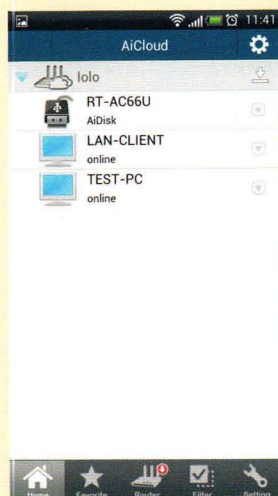 11:41
AiCloud
lolo
RT-AC66U
AiDisk
LAN-CLIENT
online
TEST-PC
online
Home Favorite Router Filter Setting